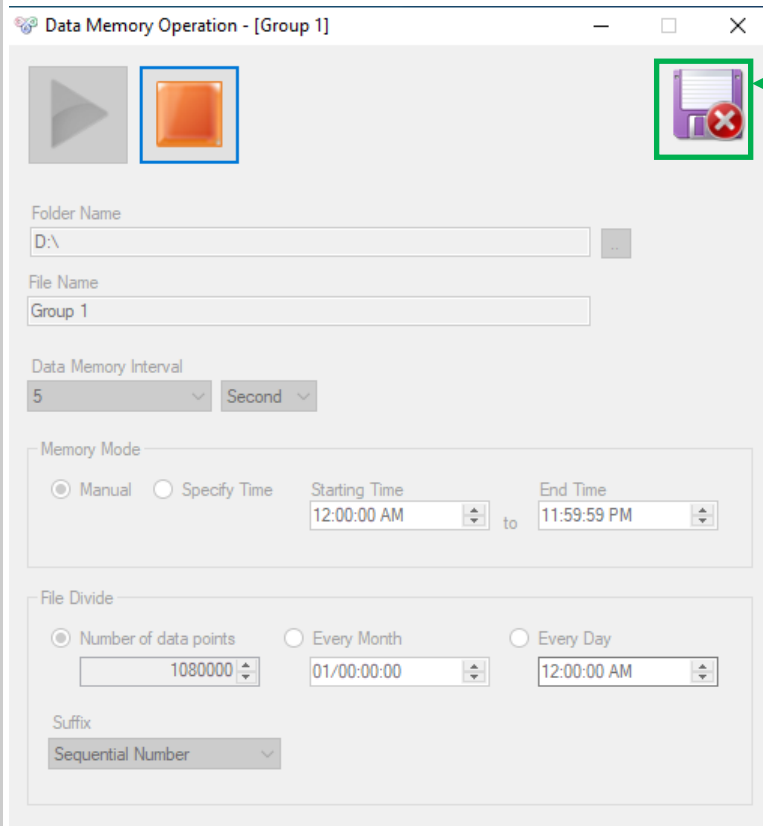 Data Memory Operation - [Group 1]
Folder Name
D:\
..
File Name
Group 1
Data Memory Interval
5 Second
Memory Mode
Manual Specify Time Starting Time End Time
12:00:00 AM to 11:59:59 PM
File Divide
Number of data points Every Month Every Day
1080000 01/00:00:00 12:00:00 AM
Suffix
Sequential Number